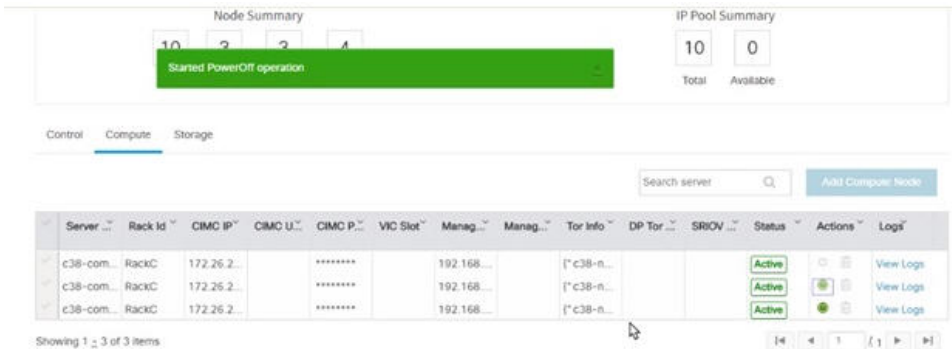 Node Summary
IP Pool Summary
10 3 3 4
10 0
Started PowerOff operation
Total Available
Control Compute Storage
Search server
Add Compute Node
Server ... Rack Id CIMC IP CIMC U... CIMC P... VIC Slot Manag... Manag... Tor Info DP Tor ... SRIOV ... Status Actions Logs
c38-com... RackC 172.26.2... ******** 192.168.... {"c38-n... Active View Logs
c38-com... RackC 172.26.2... ******** 192.168.... {"c38-n... Active View Logs
c38-com... RackC 172.26.2... ******** 192.168.... {"c38-n... Active View Logs
Showing 1 - 3 of 3 items
1 / 1